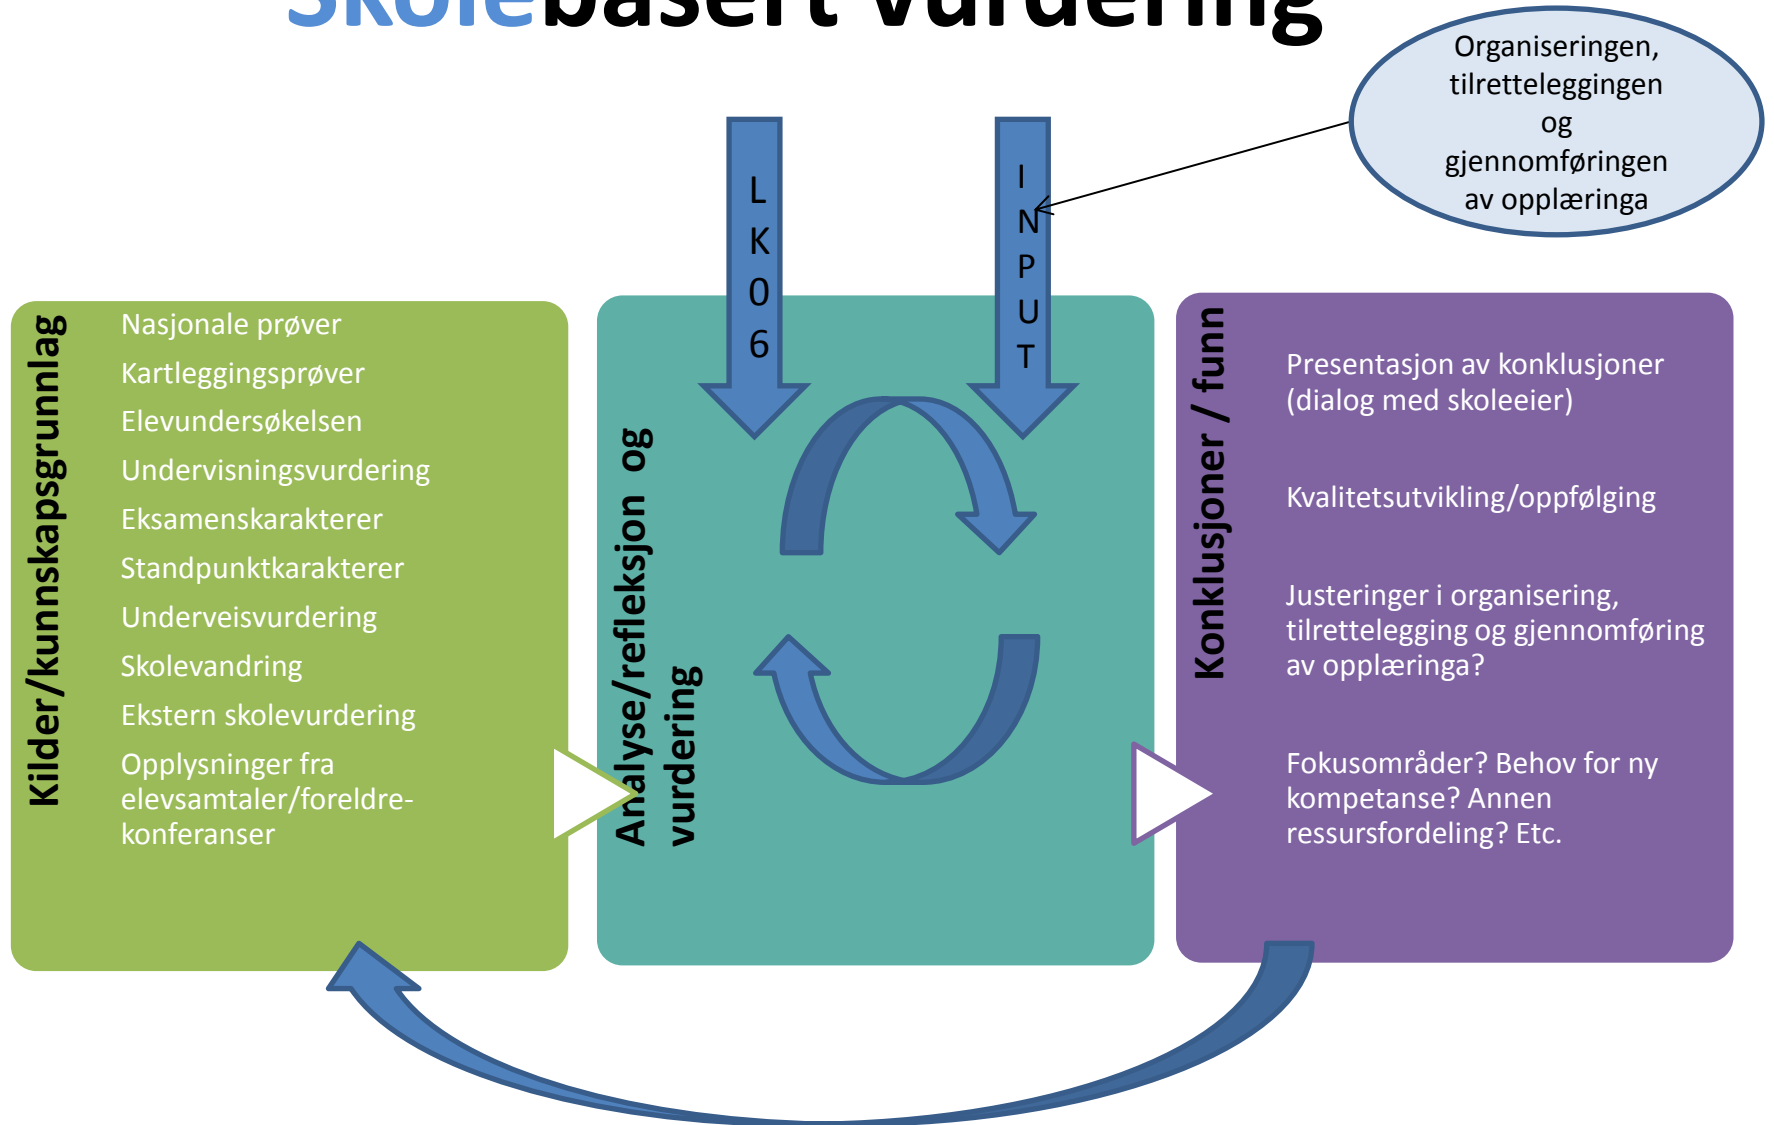 Skolebasert vurdering
Organiseringen,
tilretteleggingen
og
gjennomføringen
av opplæringa
LK06
INPUT
Kilder/kunnskapsgrunnlag
Nasjonale prøver
Kartleggingsprøver
Elevundersøkelsen
Undervisningsvurdering
Eksamenskarakterer
Standpunktkarakterer
Underveisvurdering
Skolevandring
Ekstern skolevurdering
Opplysninger fra
elevsamtaler/foreldre-
konferanser
Analyse/refleksjon og
vurdering
Konklusjoner / funn
Presentasjon av konklusjoner
(dialog med skoleeier)
Kvalitetsutvikling/oppfølging
Justeringer i organisering,
tilrettelegging og gjennomføring
av opplæringa?
Fokusområder? Behov for ny
kompetanse? Annen
ressursfordeling? Etc.